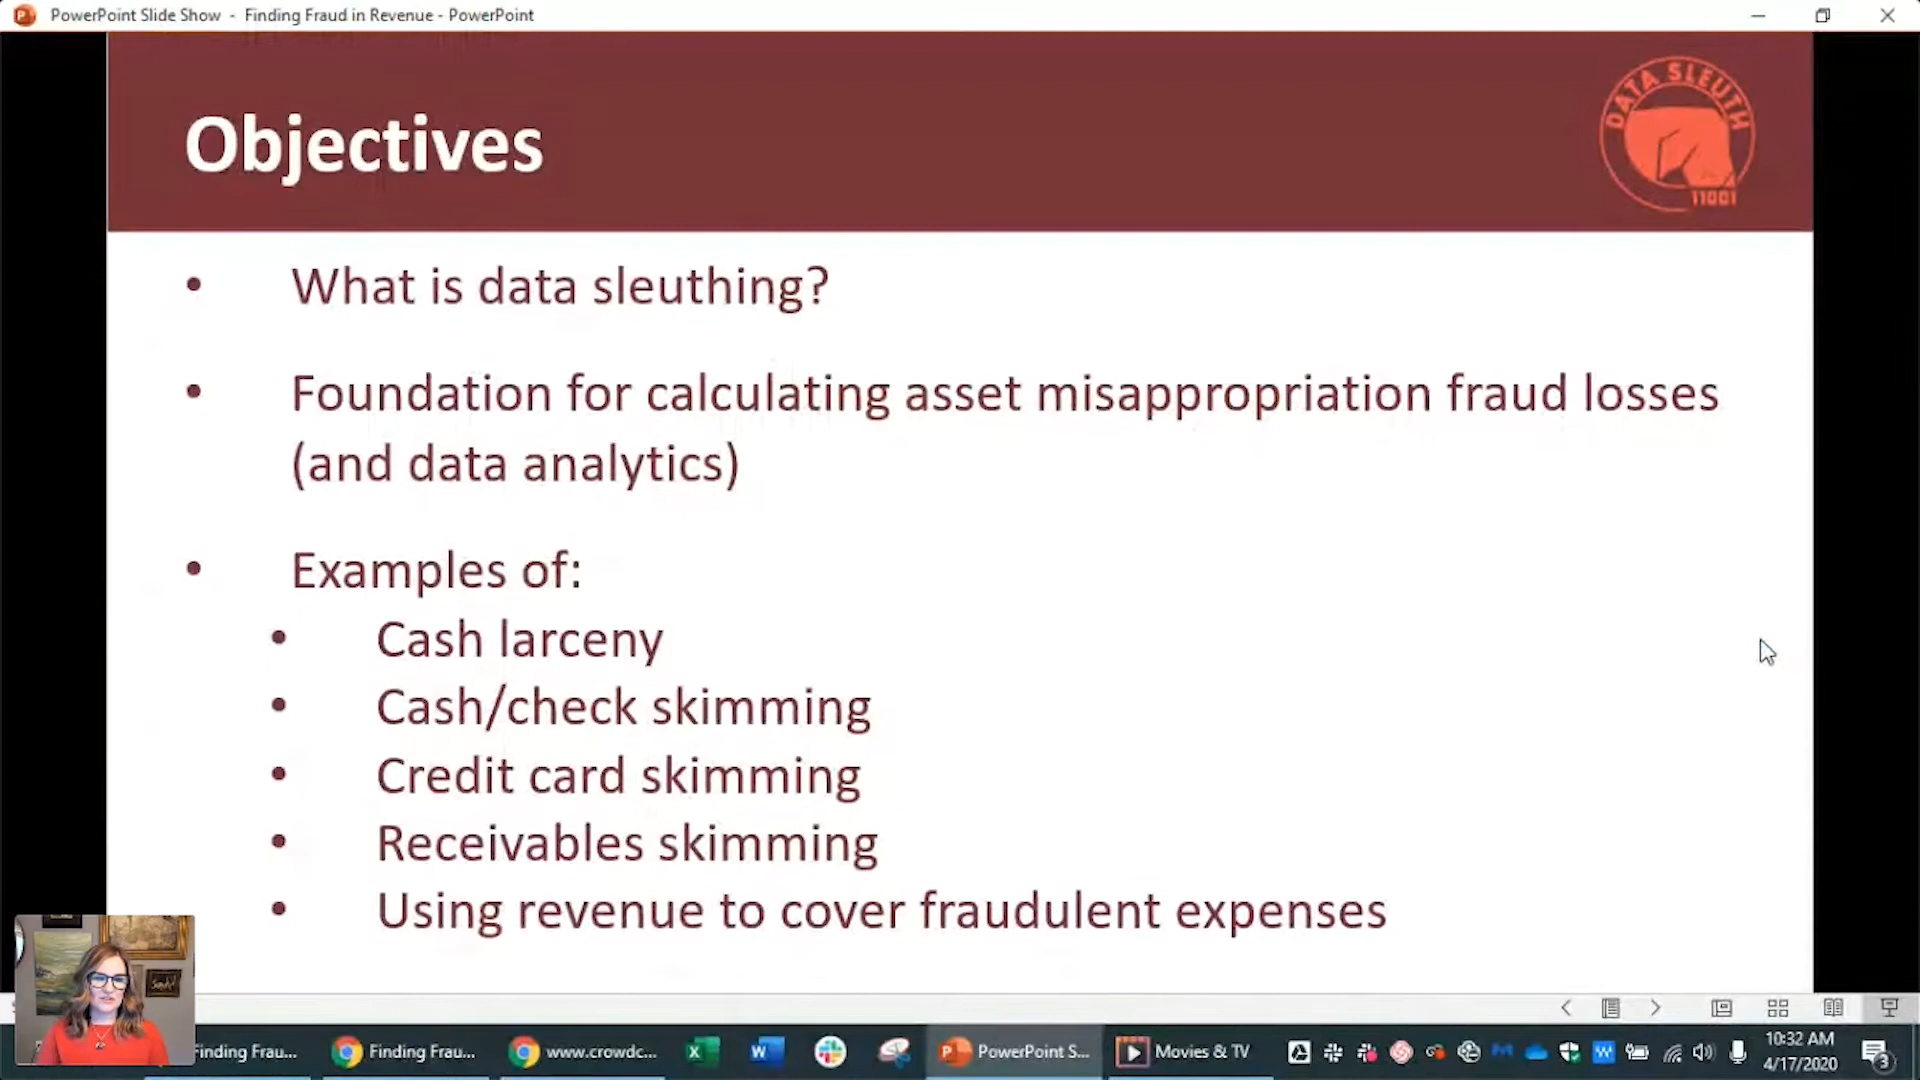 PowerPoint Slide Show - Finding Fraud in Revenue - PowerPoint
Objectives
DATA SLEUTH
11001
• What is data sleuthing?
• Foundation for calculating asset misappropriation fraud losses
(and data analytics)
• Examples of:
• Cash larceny
• Cash/check skimming
• Credit card skimming
• Receivables skimming
• Using revenue to cover fraudulent expenses
Finding Frau...
Finding Frau...
www.crowdc...
PowerPoint S...
Movies & TV
10:32 AM
4/17/2020
3